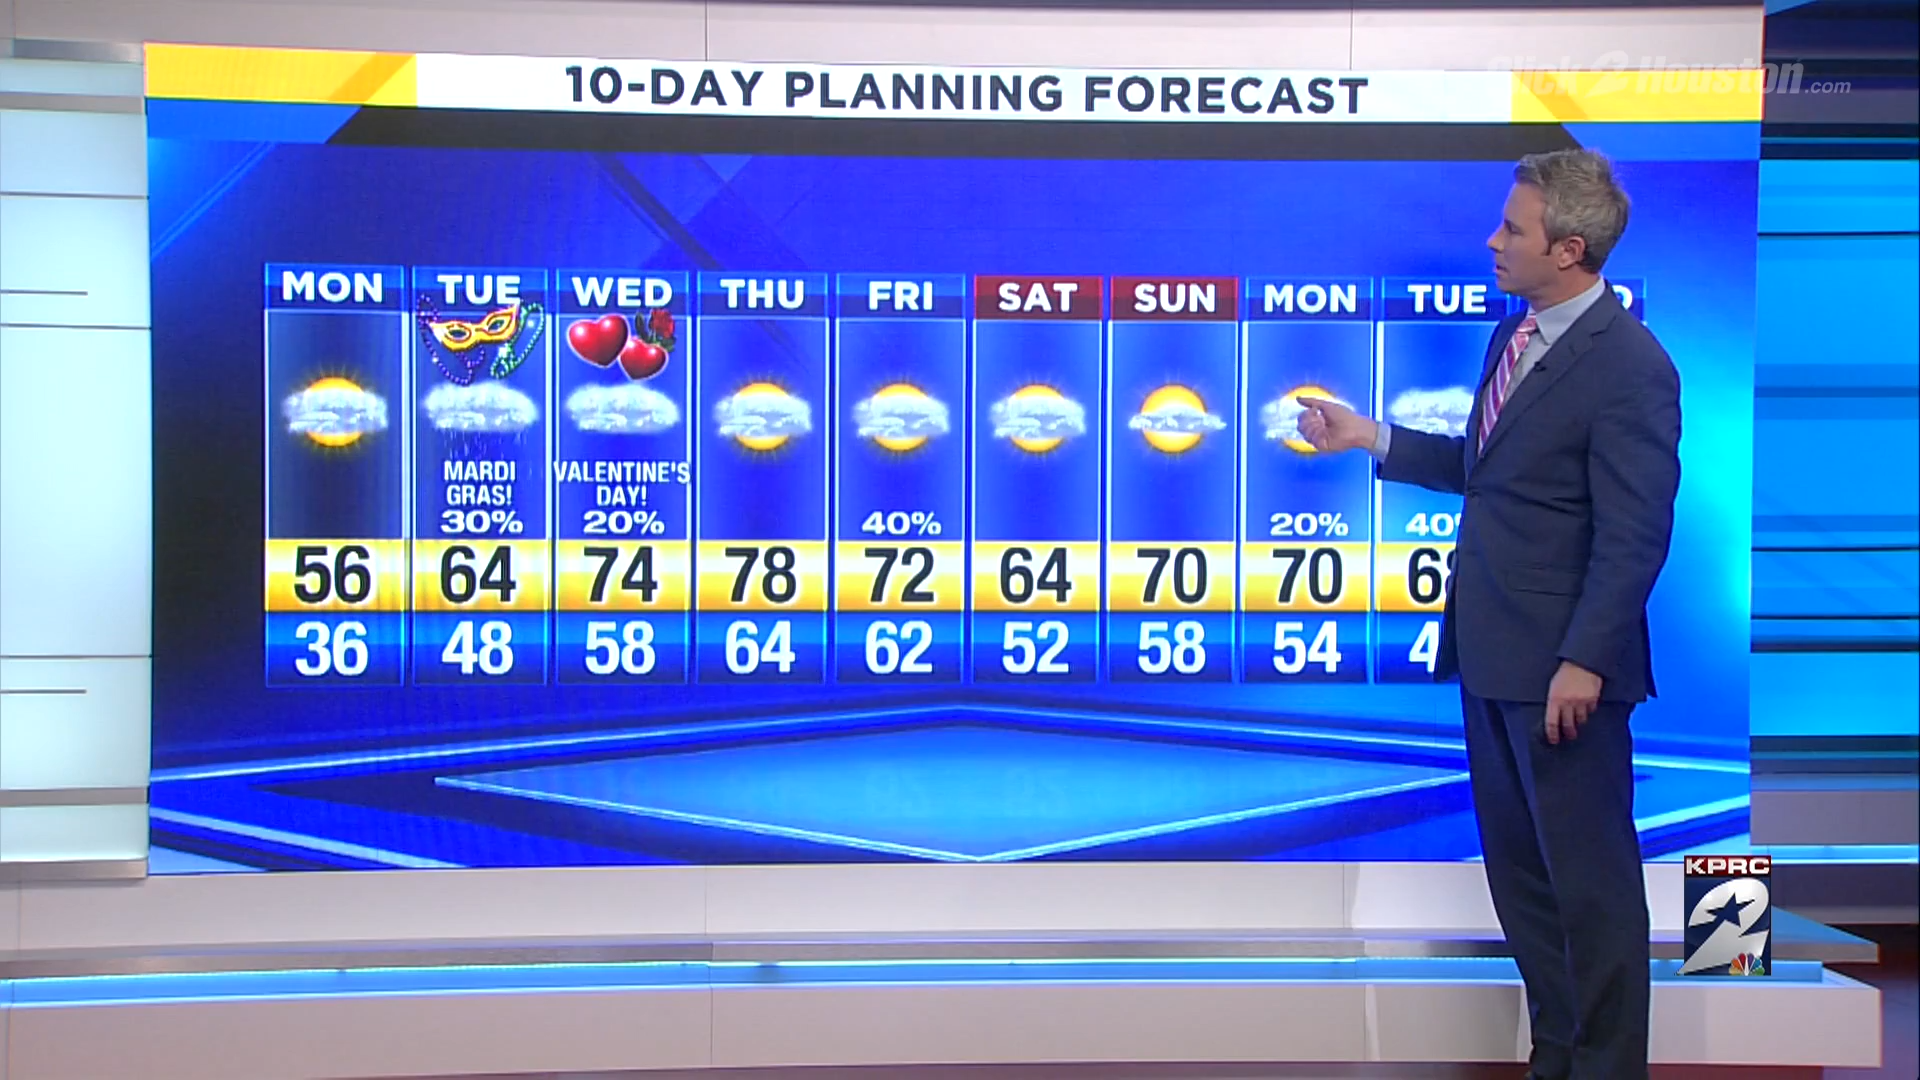 Click2Houston.com
10-DAY PLANNING FORECAST
MON TUE WED THU FRI SAT SUN MON TUE
MARDI GRAS!
VALENTINE'S DAY!
30% 20% 40% 20%
56 64 74 78 72 64 70 70
36 48 58 64 62 52 58 54
KPRC
2